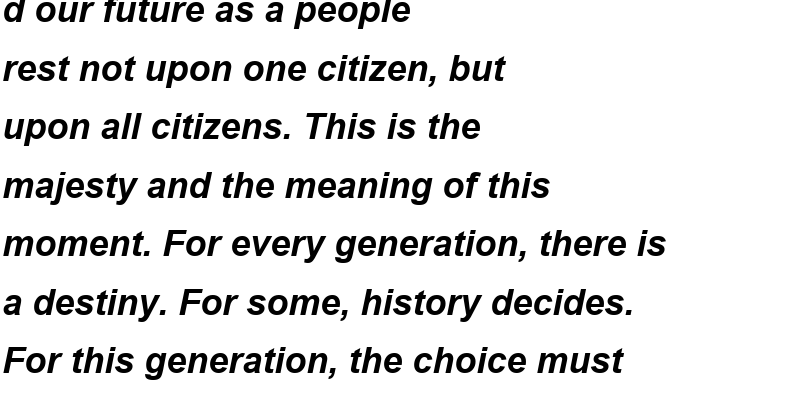 d our future as a people
rest not upon one citizen, but
upon all citizens. This is the
majesty and the meaning of this
moment. For every generation, there is
a destiny. For some, history decides.
For this generation, the choice must